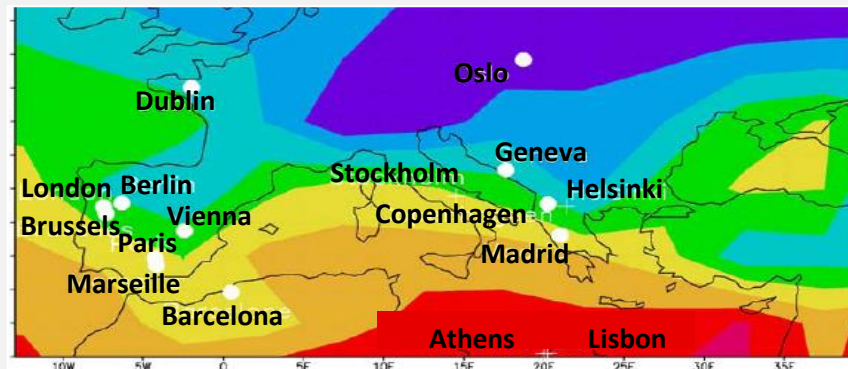 Oslo
Dublin
Geneva
Stockholm
London Berlin Helsinki
Brussels Vienna Copenhagen
Paris Madrid
Marseille
Barcelona
Athens Lisbon
10W 5W 0 5E 10E 15E 20E 25E 30E 35E